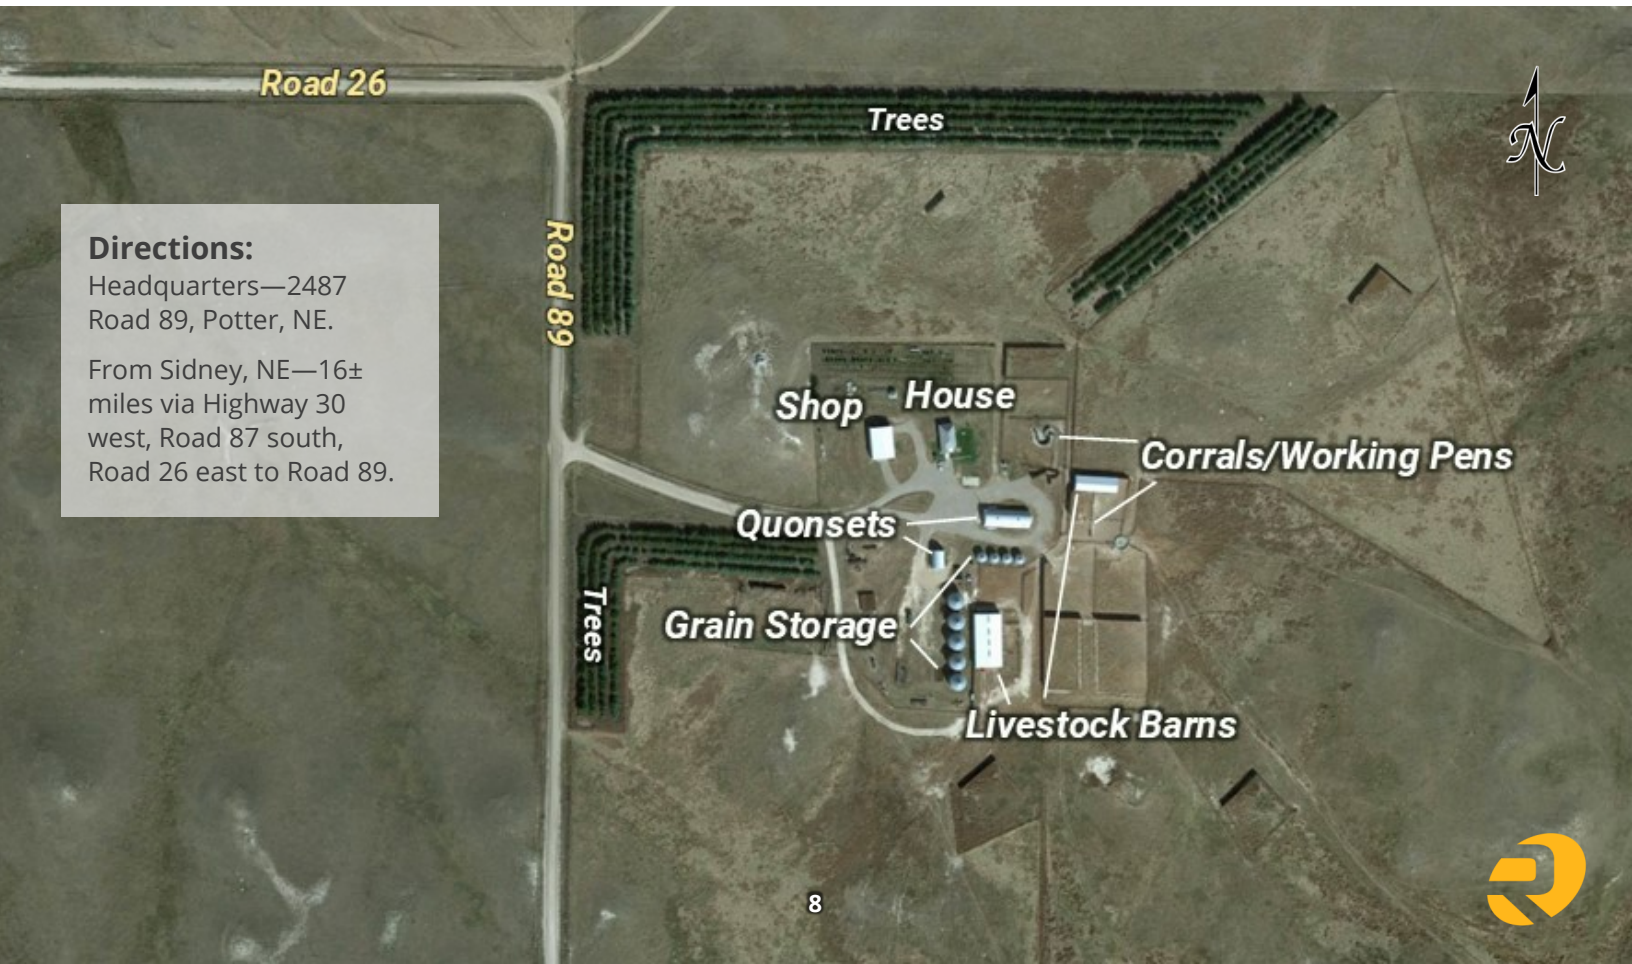 Road 26
Trees
N
Road 89
Directions:
Headquarters—2487
Road 89, Potter, NE.
From Sidney, NE—16±
miles via Highway 30
west, Road 87 south,
Road 26 east to Road 89.
Shop
House
Corrals/Working Pens
Quonsets
Trees
Grain Storage
Livestock Barns
8